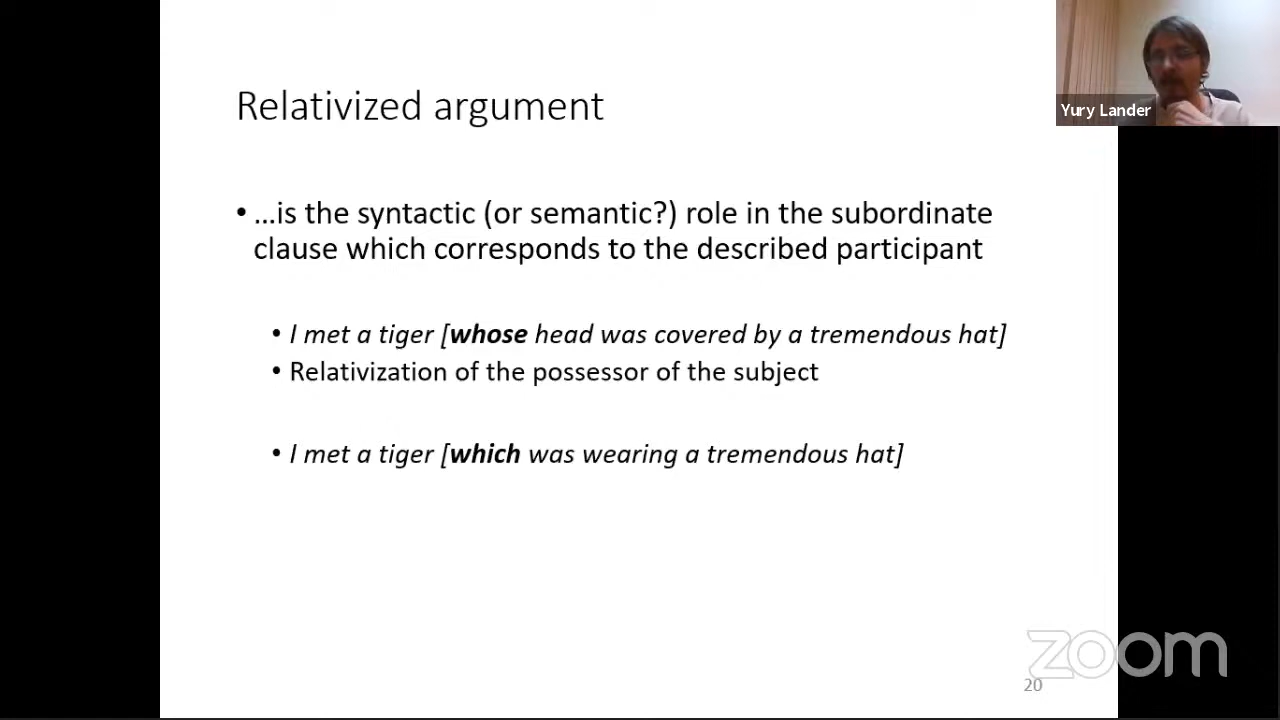 Relativized argument
Yury Lander
• …is the syntactic (or semantic?) role in the subordinate
clause which corresponds to the described participant
• I met a tiger [whose head was covered by a tremendous hat]
• Relativization of the possessor of the subject
• I met a tiger [which was wearing a tremendous hat]
zoom
20